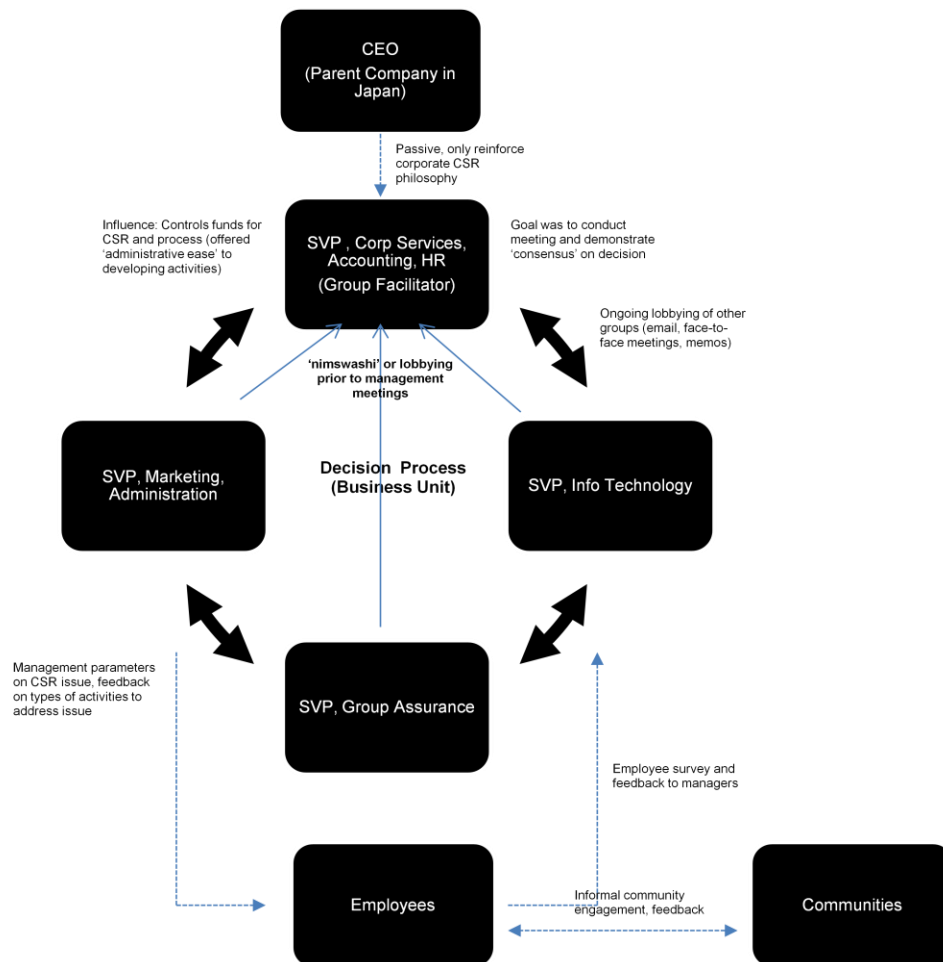 CEO
(Parent Company in
Japan)
Passive, only reinforce
corporate CSR
philosophy
Influence: Controls funds for
CSR and process (offered
‘administrative ease’ to
developing activities)
SVP , Corp Services,
Accounting, HR
(Group Facilitator)
Goal was to conduct
meeting and demonstrate
‘consensus’ on decision
Ongoing lobbying of other
groups (email, face-to-
face meetings, memos)
‘nimswashi’ or lobbying
prior to management
meetings
SVP, Marketing,
Administration
Decision Process
(Business Unit)
SVP, Info Technology
Management parameters
on CSR issue, feedback
on types of activities to
address issue
SVP, Group Assurance
Employee survey and
feedback to managers
Employees
Informal community
engagement, feedback
Communities